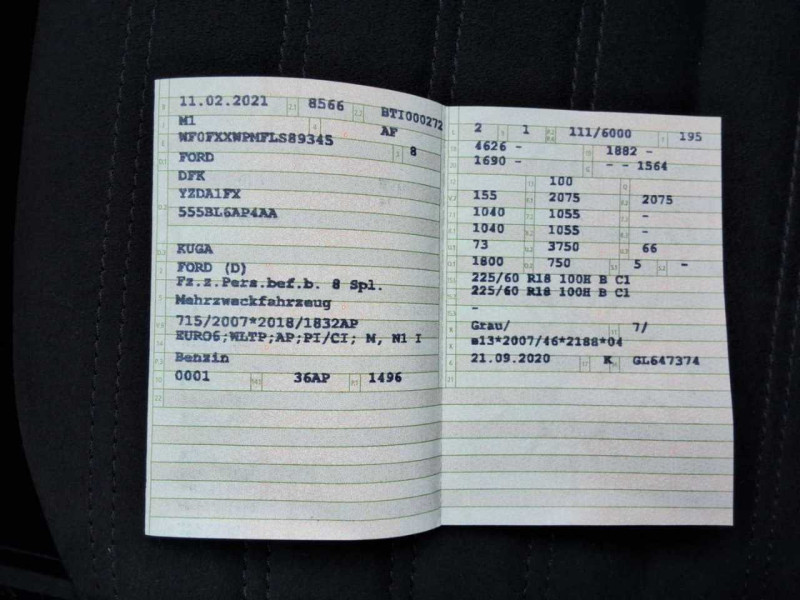 11.02.2021 8566 BTI000272
M1 AF
WF0FXXWPMFLS89345 8
FORD
DFK
YZDA1FX
555BL6AP4AA
KUGA
FORD (D)
Fz.z.Pers.bef.b. 8 Spl.
Mehrzweckfahrzeug
715/2007*2018/1832AP
EURO6;WLTP;AP;PI/CI; M, N1 I
Benzin
0001 36AP 1496
2 1 111/6000 195
4626 - 1882 -
1690 - - - 1564
100
155 2075 2075
1040 1055 -
1040 1055 -
73 3750 66
1800 750 5 -
225/60 R18 100H B C1
225/60 R18 100H B C1
-
Grau/ 7/
e13*2007/46*2188*04
21.09.2020 K GL647374